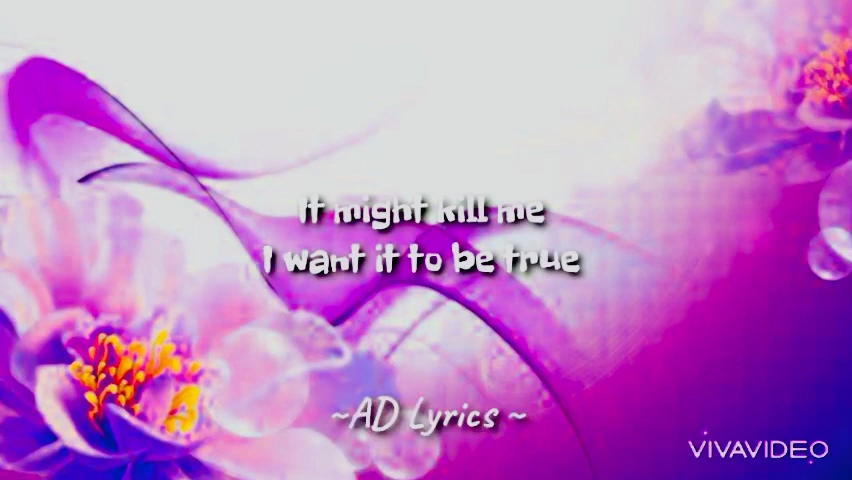 It might kill me
I want it to be true
~AD Lyrics ~
VIVAVIDEO